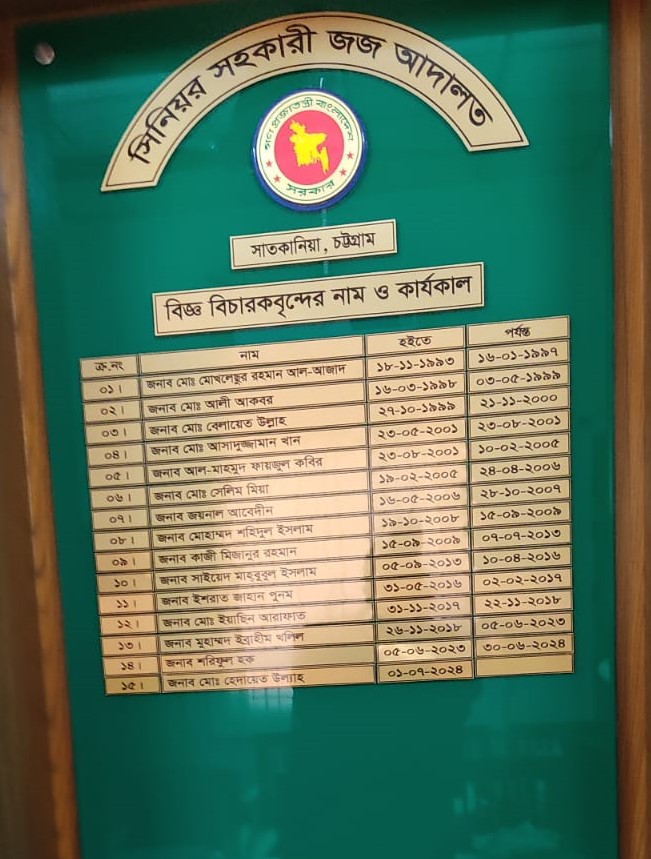 সিনিয়র সহকারী জজ আদালত
গণপ্রজাতন্ত্রী বাংলাদেশ
সরকার
সাতকানিয়া, চট্টগ্রাম
বিজ্ঞ বিচারকবৃন্দের নাম ও কার্যকাল
ক্র.নং নাম হইতে পর্যন্ত
০১। জনাব মোঃ মোখলেছুর রহমান আল-আজাদ ১৮-১১-১৯৯৩ ১৬-০১-১৯৯৭
০২। জনাব মোঃ আলী আকবর ১৬-০৩-১৯৯৮ ০৩-০৫-১৯৯৯
০৩। জনাব মোঃ বেলায়েত উল্লাহ ২৭-১০-১৯৯৯ ২১-১১-২০০০
০৪। জনাব মোঃ আসাদুজ্জামান খান ২৩-০৫-২০০১ ২৩-০৮-২০০১
০৫। জনাব আল-মাহমুদ ফায়জুল কবির ২৩-০৮-২০০১ ১০-০২-২০০৫
০৬। জনাব মোঃ সেলিম মিয়া ১৯-০২-২০০৫ ২৪-০৪-২০০৬
০৭। জনাব জয়নাল আবেদীন ১৬-০৫-২০০৬ ২৮-১০-২০০৭
০৮। জনাব মোহাম্মদ শহিদুল ইসলাম ১৯-১০-২০০৮ ১৫-০৯-২০০৯
০৯। জনাব কাজী মিজানুর রহমান ১৫-০৯-২০০৯ ০৭-০৭-২০১৩
১০। জনাব সাইয়েদ মাহবুবুল ইসলাম ০৫-০৯-২০১৩ ১০-০৪-২০১৬
১১। জনাব ইশরাত জাহান পুনম ৩১-০৫-২০১৬ ০২-০২-২০১৭
১২। জনাব মোঃ ইয়াছিন আরাফাত ৩১-১১-২০১৭ ২২-১১-২০১৮
১৩। জনাব মুহাম্মদ ইব্রাহীম খলিল ২৬-১১-২০১৮ ০৫-০৬-২০২৩
১৪। জনাব শরিফুল হক ০৫-০৬-২০২৩ ৩০-০৬-২০২৪
১৫। জনাব মোঃ হেদায়েত উল্যাহ ০১-০৭-২০২৪